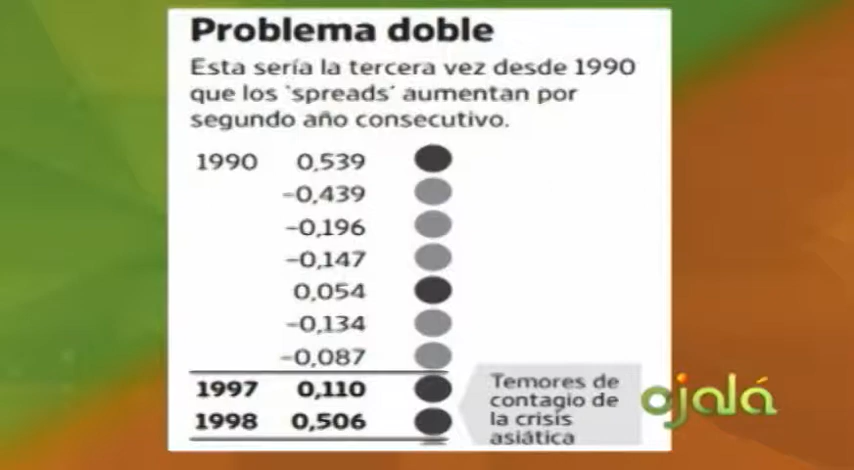 Problema doble
Esta sería la tercera vez desde 1990
que los 'spreads' aumentan por
segundo año consecutivo.
1990 0,539
-0,439
-0,196
-0,147
0,054
-0,134
-0,087
1997 0,110
1998 0,506
Temores de
contagio de
la crisis
asiática
ojalá